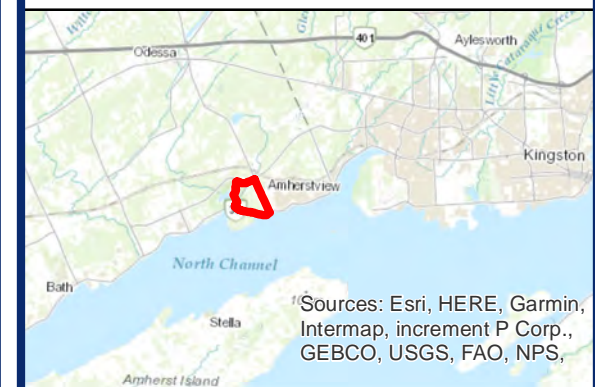 401
Aylesworth
Odessa
Little Cataraqui Creek
Kingston
Amherstview
North Channel
Bath
Stella
Sources: Esri, HERE, Garmin,
Intermap, increment P Corp.,
GEBCO, USGS, FAO, NPS,
Amherst Island